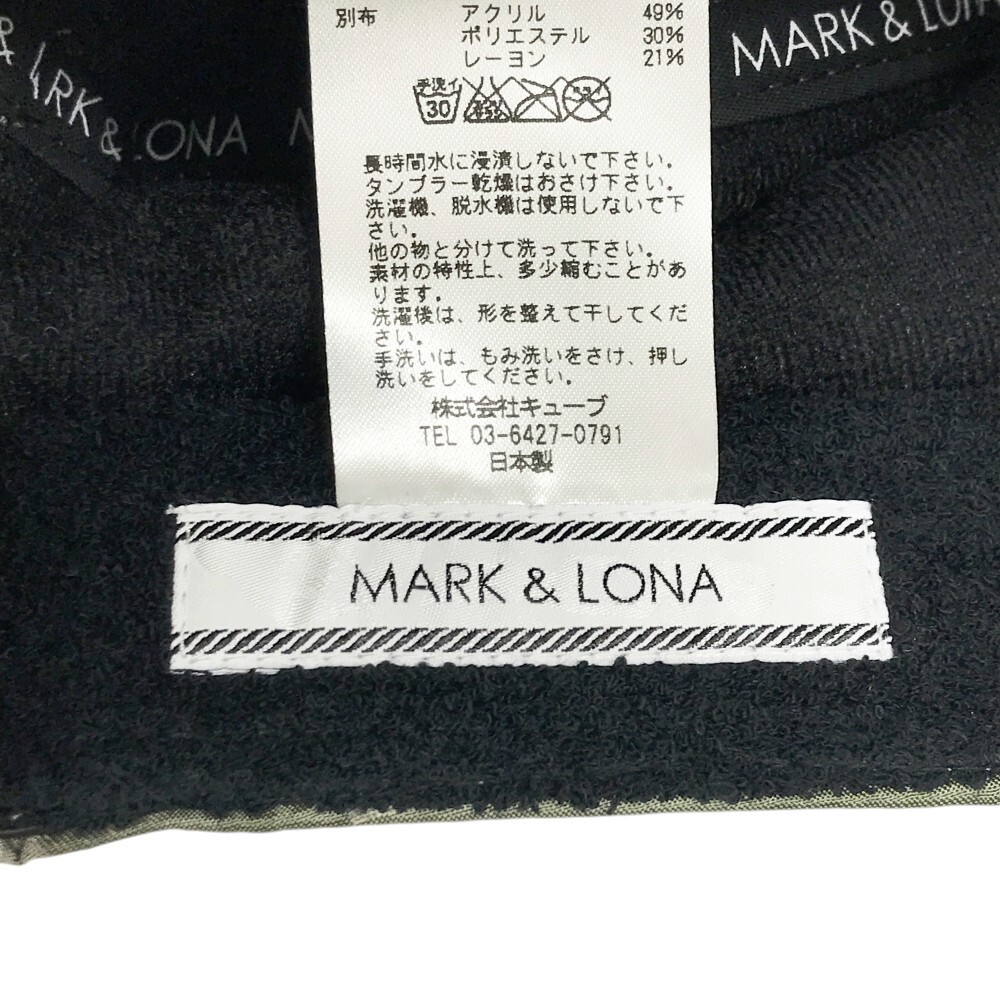 別布 アクリル 49%
ポリエステル 30%
レーヨン 21%
MARK & LONA
手洗イ
30
長時間水に浸漬しないで下さい。
タンブラー乾燥はおさけ下さい。
洗濯機、脱水機は使用しないで下
さい。
他の物と分けて洗って下さい。
素材の特性上、多少縮むことがあ
ります。
洗濯後は、形を整えて干してくだ
さい。
手洗いは、もみ洗いをさけ、押し
洗いをしてください。
株式会社キューブ
TEL 03-6427-0791
日本製
MARK & LONA